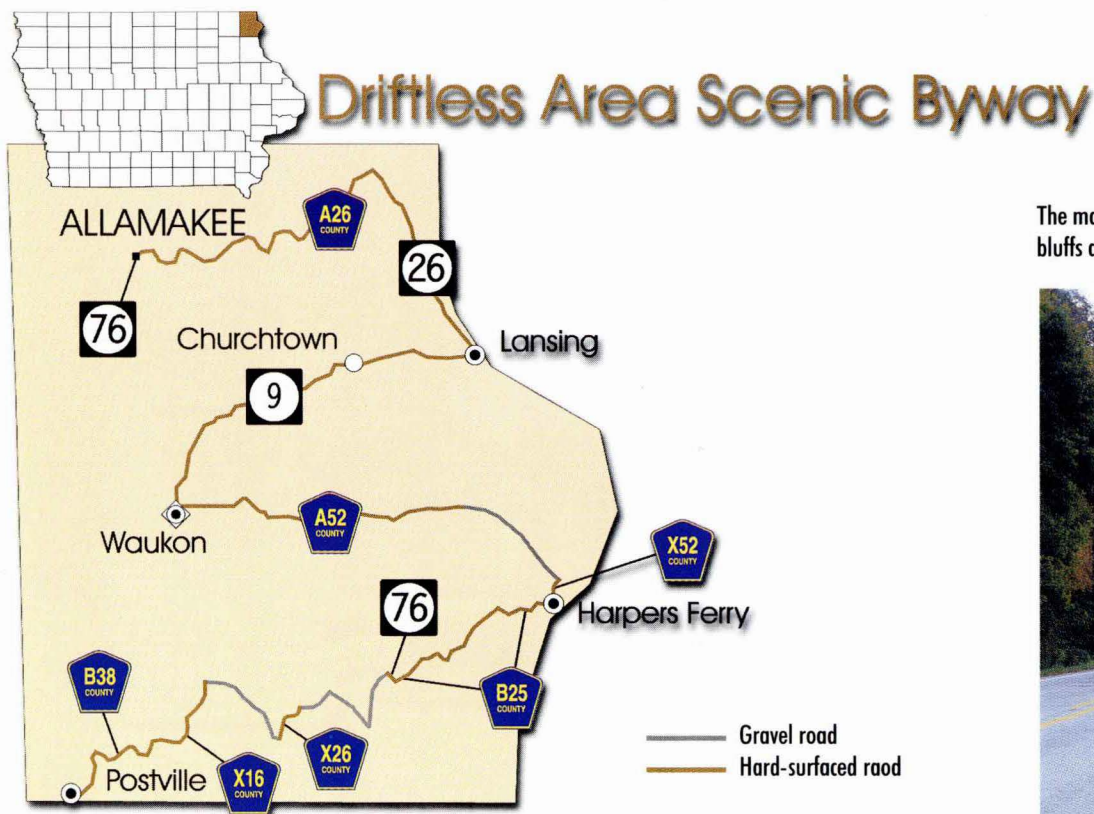 Driftless Area Scenic Byway
ALLAMAKEE
A26
COUNTY
26
76
Churchtown
Lansing
9
Waukon
A52
COUNTY
X52
COUNTY
76
Harpers Ferry
B38
COUNTY
B25
COUNTY
Postville
X16
COUNTY
X26
COUNTY
Gravel road
Hard-surfaced raod
The ma
bluffs a